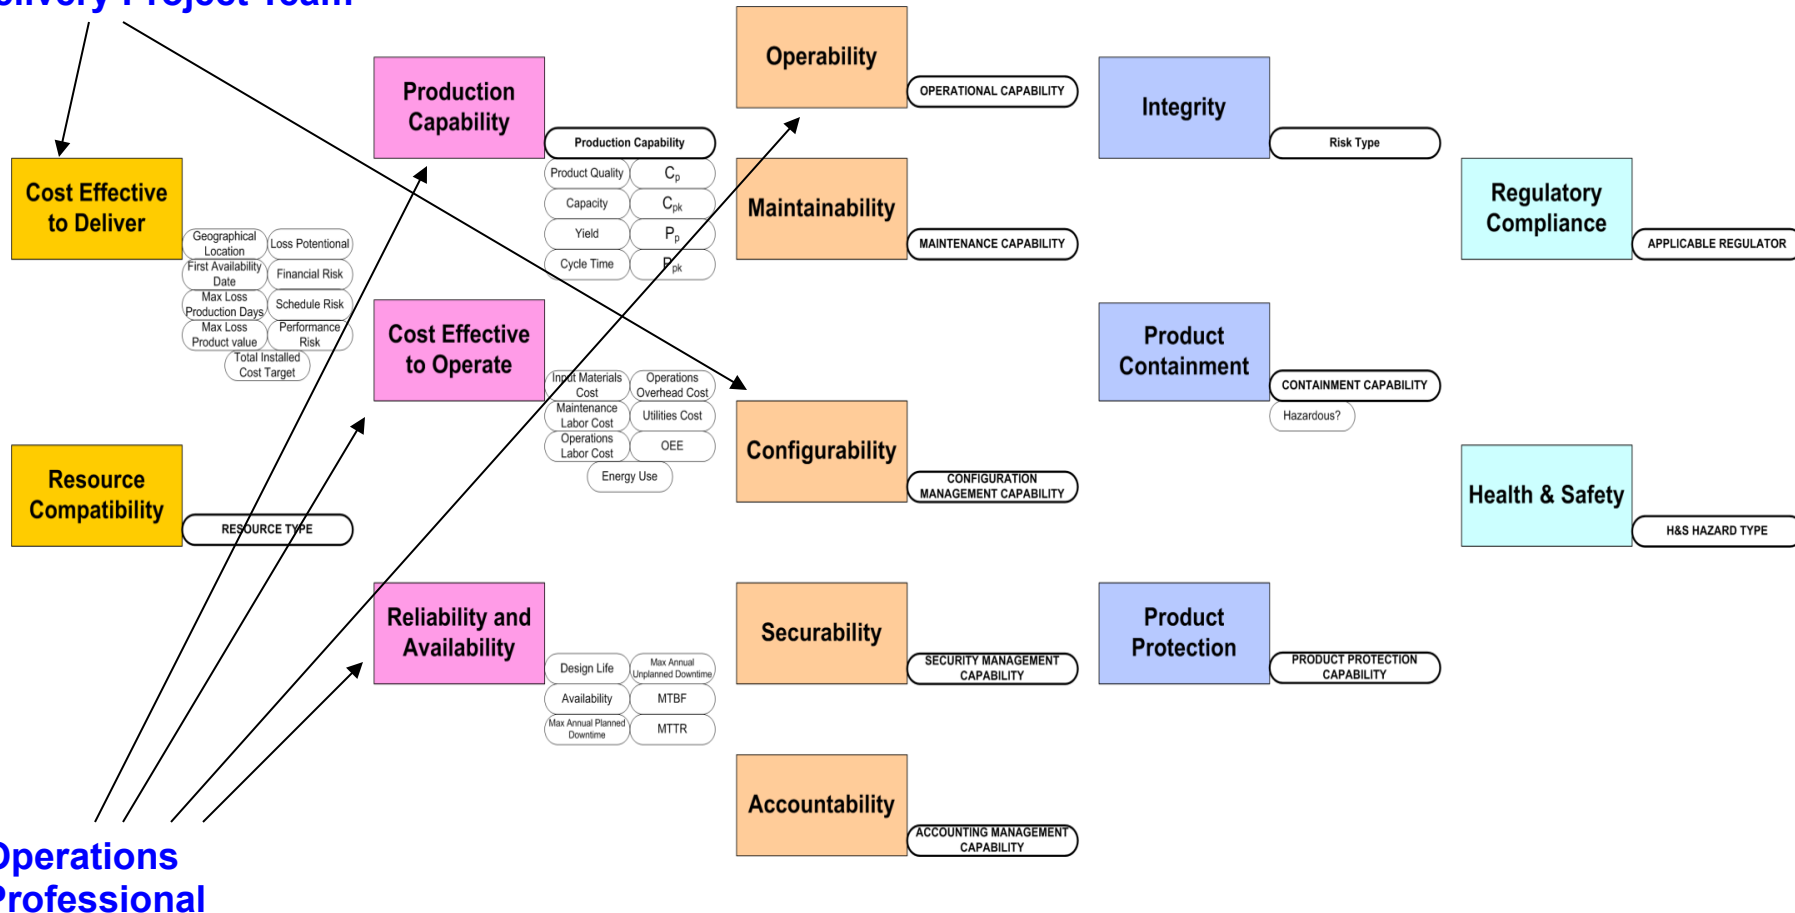 elivery Project Team
Cost Effective
to Deliver
Geographical
Location
Loss Potentional
First Availability
Date
Financial Risk
Max Loss
Production Days
Schedule Risk
Max Loss
Product value
Performance
Risk
Total Installed
Cost Target
Resource
Compatibility
RESOURCE TYPE
Production
Capability
Production Capability
Product Quality
Cp
Capacity
Cpk
Yield
Pp
Cycle Time
Ppk
Cost Effective
to Operate
Input Materials
Cost
Operations
Overhead Cost
Maintenance
Labor Cost
Utilities Cost
Operations
Labor Cost
OEE
Energy Use
Reliability and
Availability
Design Life
Max Annual
Unplanned Downtime
Availability
MTBF
Max Annual Planned
Downtime
MTTR
Operability
OPERATIONAL CAPABILITY
Maintainability
MAINTENANCE CAPABILITY
Configurability
CONFIGURATION
MANAGEMENT CAPABILITY
Securability
SECURITY MANAGEMENT
CAPABILITY
Accountability
ACCOUNTING MANAGEMENT
CAPABILITY
Integrity
Risk Type
Product
Containment
CONTAINMENT CAPABILITY
Hazardous?
Product
Protection
PRODUCT PROTECTION
CAPABILITY
Regulatory
Compliance
APPLICABLE REGULATOR
Health & Safety
H&S HAZARD TYPE
Operations
Professional